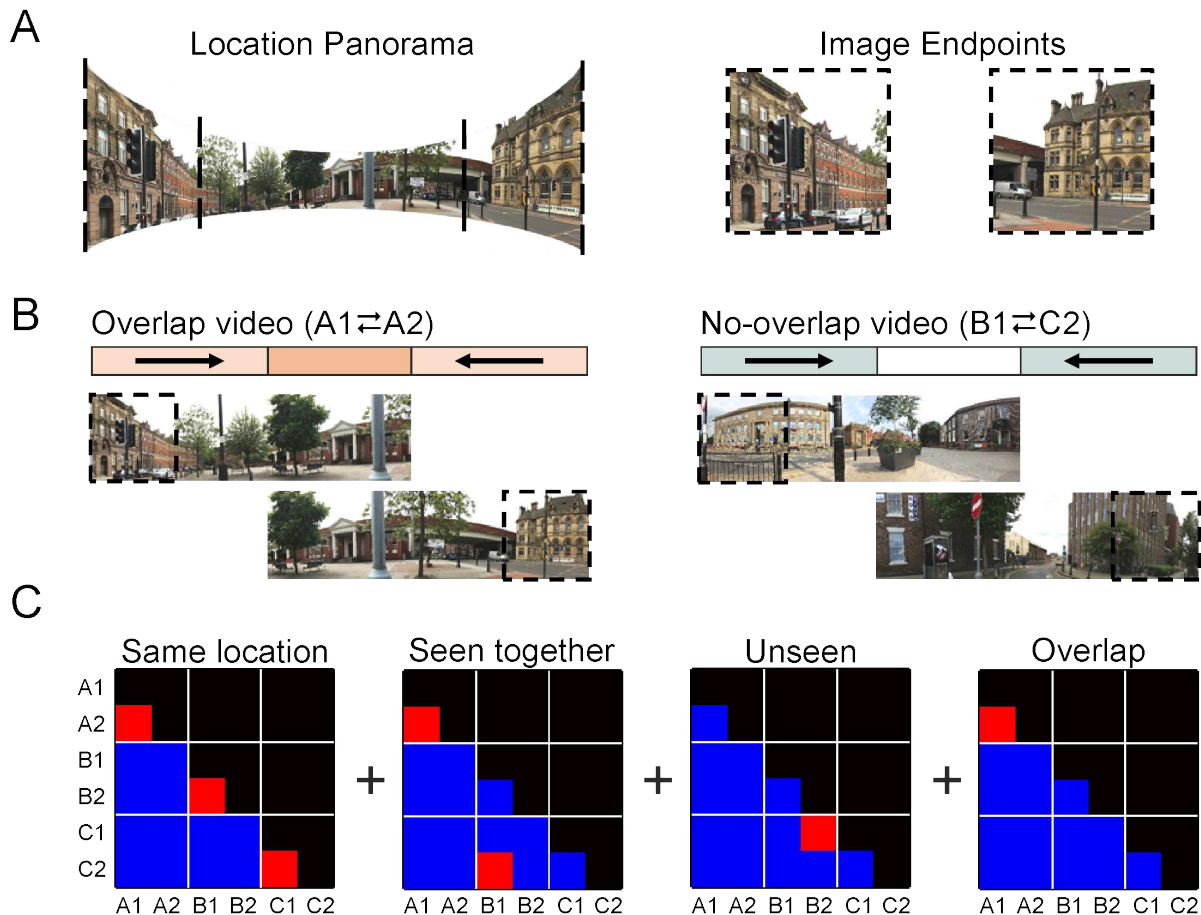 A
Location Panorama
Image Endpoints
B
Overlap video (A1⇄A2)
No-overlap video (B1⇄C2)
C
Same location
Seen together
Unseen
Overlap
A1
A2
B1
B2
C1
C2
+
+
+
A1 A2 B1 B2 C1 C2
A1 A2 B1 B2 C1 C2
A1 A2 B1 B2 C1 C2
A1 A2 B1 B2 C1 C2